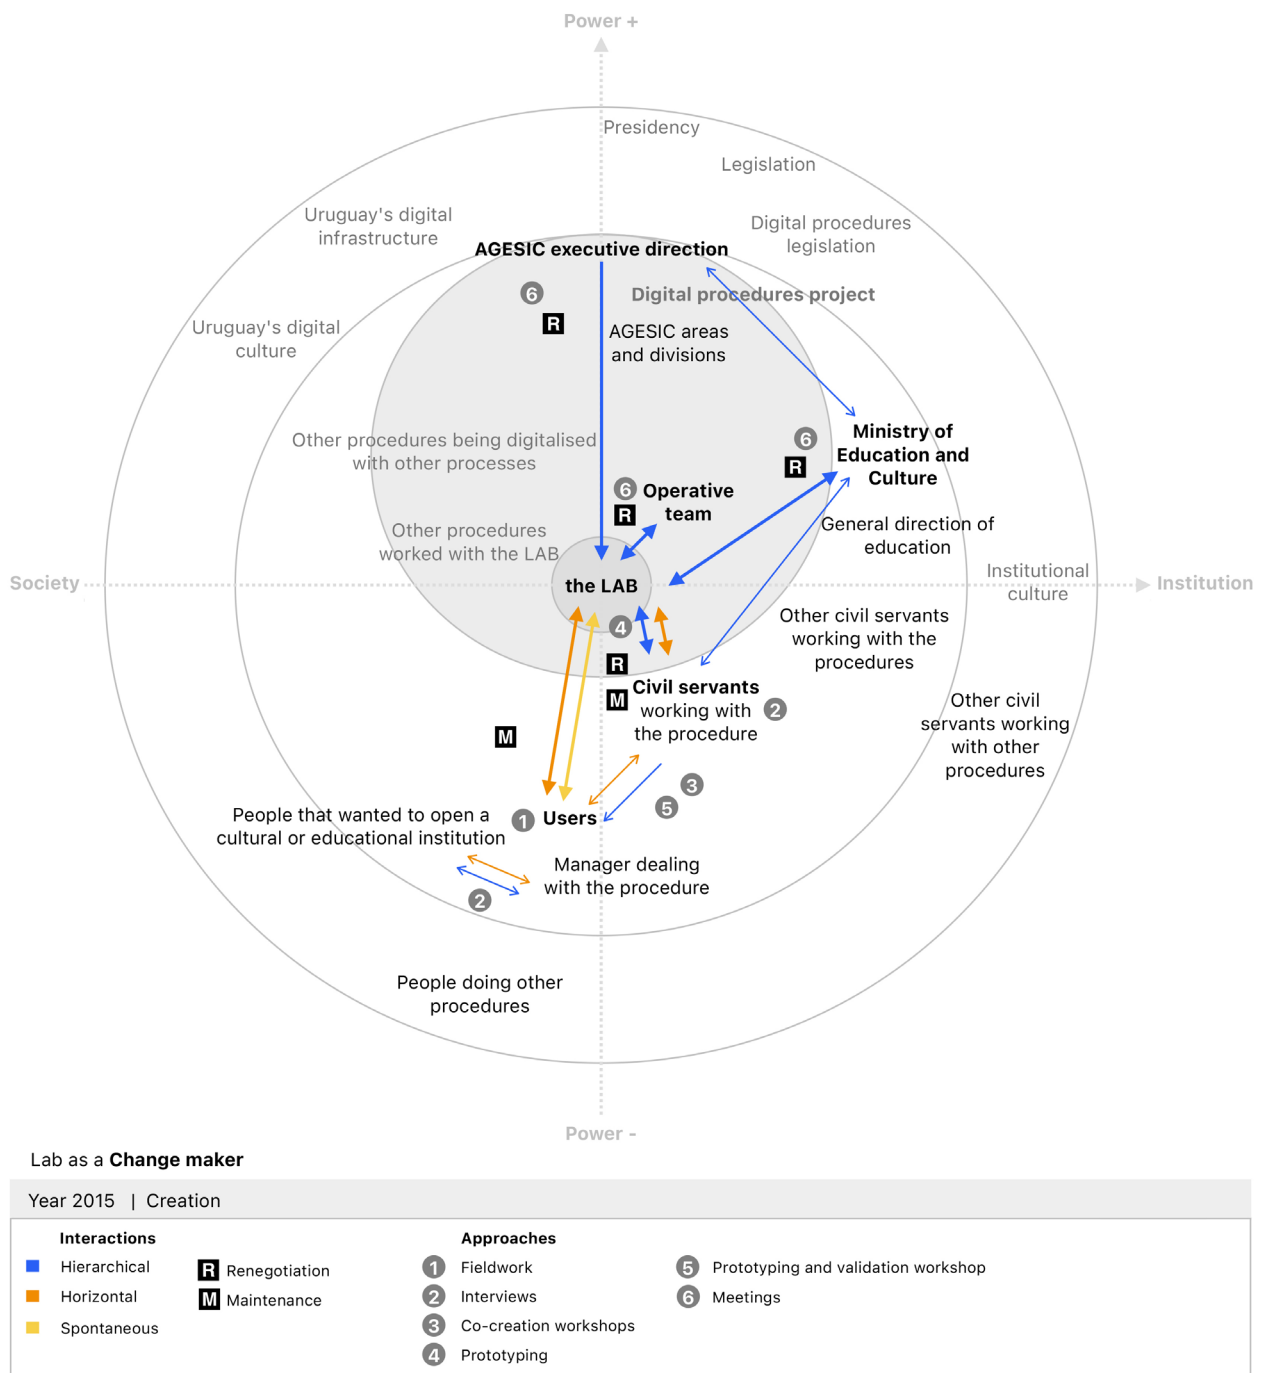 Power +
Presidency
Legislation
Uruguay's digital
infrastructure
Digital procedures
legislation
AGESIC executive direction
6
Digital procedures project
R
AGESIC areas
and divisions
Uruguay's digital
culture
Other procedures being digitalised
with other processes
6
R
Ministry of
Education and
Culture
6
R
Operative
team
Other procedures
worked with the LAB
General direction of
education
Society
the LAB
Institutional
culture
Institution
4
Other civil servants
working with the
procedures
R
M
Civil servants
working with
the procedure
2
Other civil
servants working
with other
procedures
M
3
5
People that wanted to open a
cultural or educational institution
1
Users
Manager dealing
with the procedure
2
People doing other
procedures
Power -
Lab as a Change maker
Year 2015 | Creation
Interactions
Hierarchical
Horizontal
Spontaneous
R Renegotiation
M Maintenance
Approaches
1 Fieldwork
2 Interviews
3 Co-creation workshops
4 Prototyping
5 Prototyping and validation workshop
6 Meetings